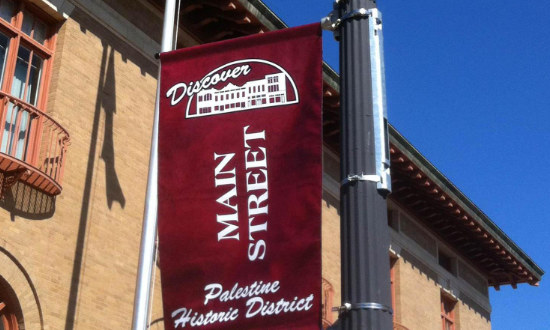 Discover
MAIN
STREET
Palestine
Historic District